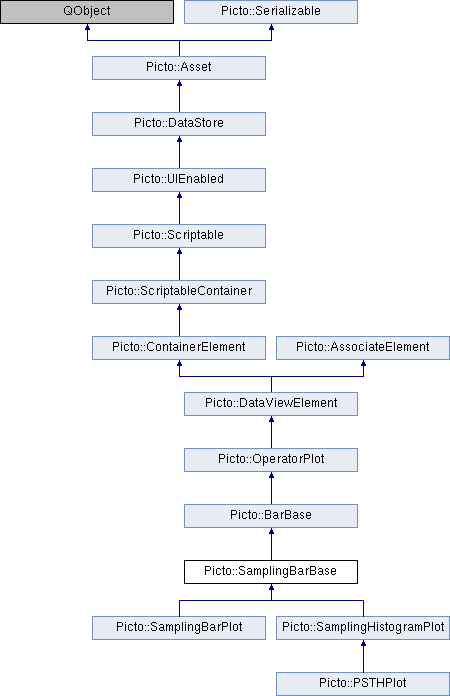 QObject
Picto::Serializable
Picto::Asset
Picto::DataStore
Picto::UIEnabled
Picto::Scriptable
Picto::ScriptableContainer
Picto::ContainerElement
Picto::AssociateElement
Picto::DataViewElement
Picto::OperatorPlot
Picto::BarBase
Picto::SamplingBarBase
Picto::SamplingBarPlot
Picto::SamplingHistogramPlot
Picto::PSTHPlot